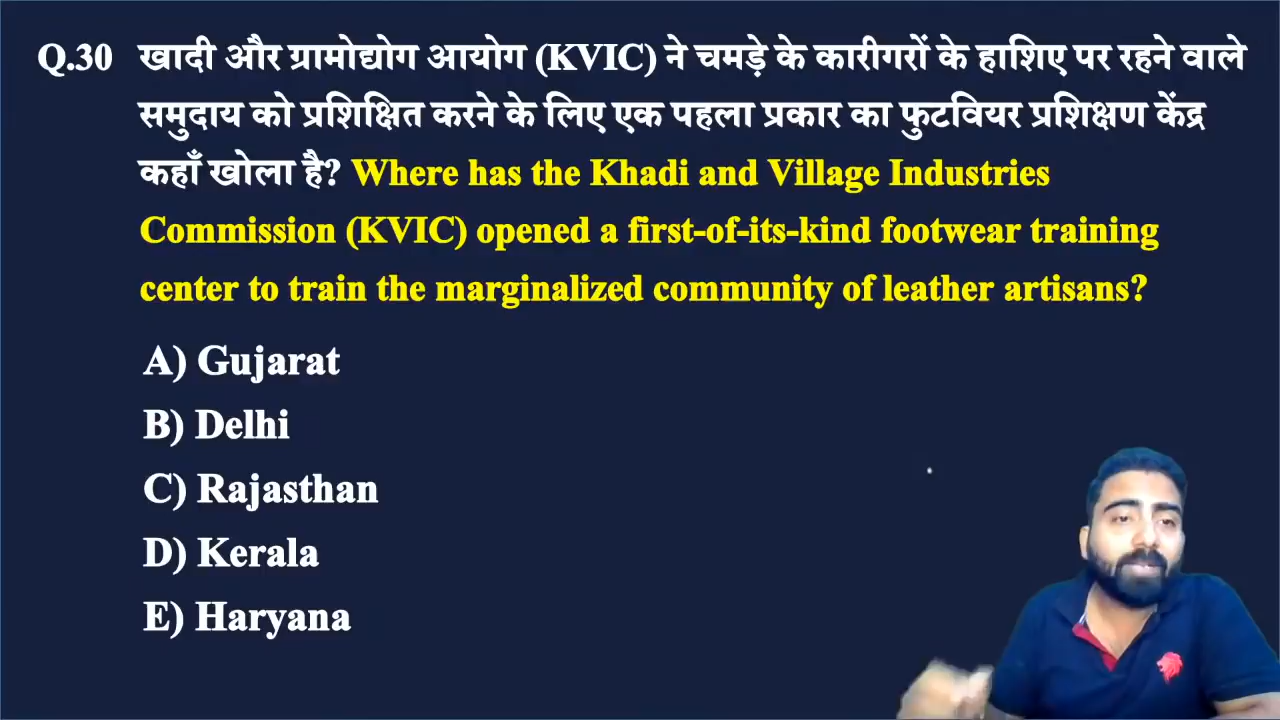 Q.30 खादी और ग्रामोद्योग आयोग (KVIC) ने चमड़े के कारीगरों के हाशिए पर रहने वाले
समुदाय को प्रशिक्षित करने के लिए एक पहला प्रकार का फुटवियर प्रशिक्षण केंद्र
कहाँ खोला है? Where has the Khadi and Village Industries
Commission (KVIC) opened a first-of-its-kind footwear training
center to train the marginalized community of leather artisans?
A) Gujarat
B) Delhi
C) Rajasthan
D) Kerala
E) Haryana